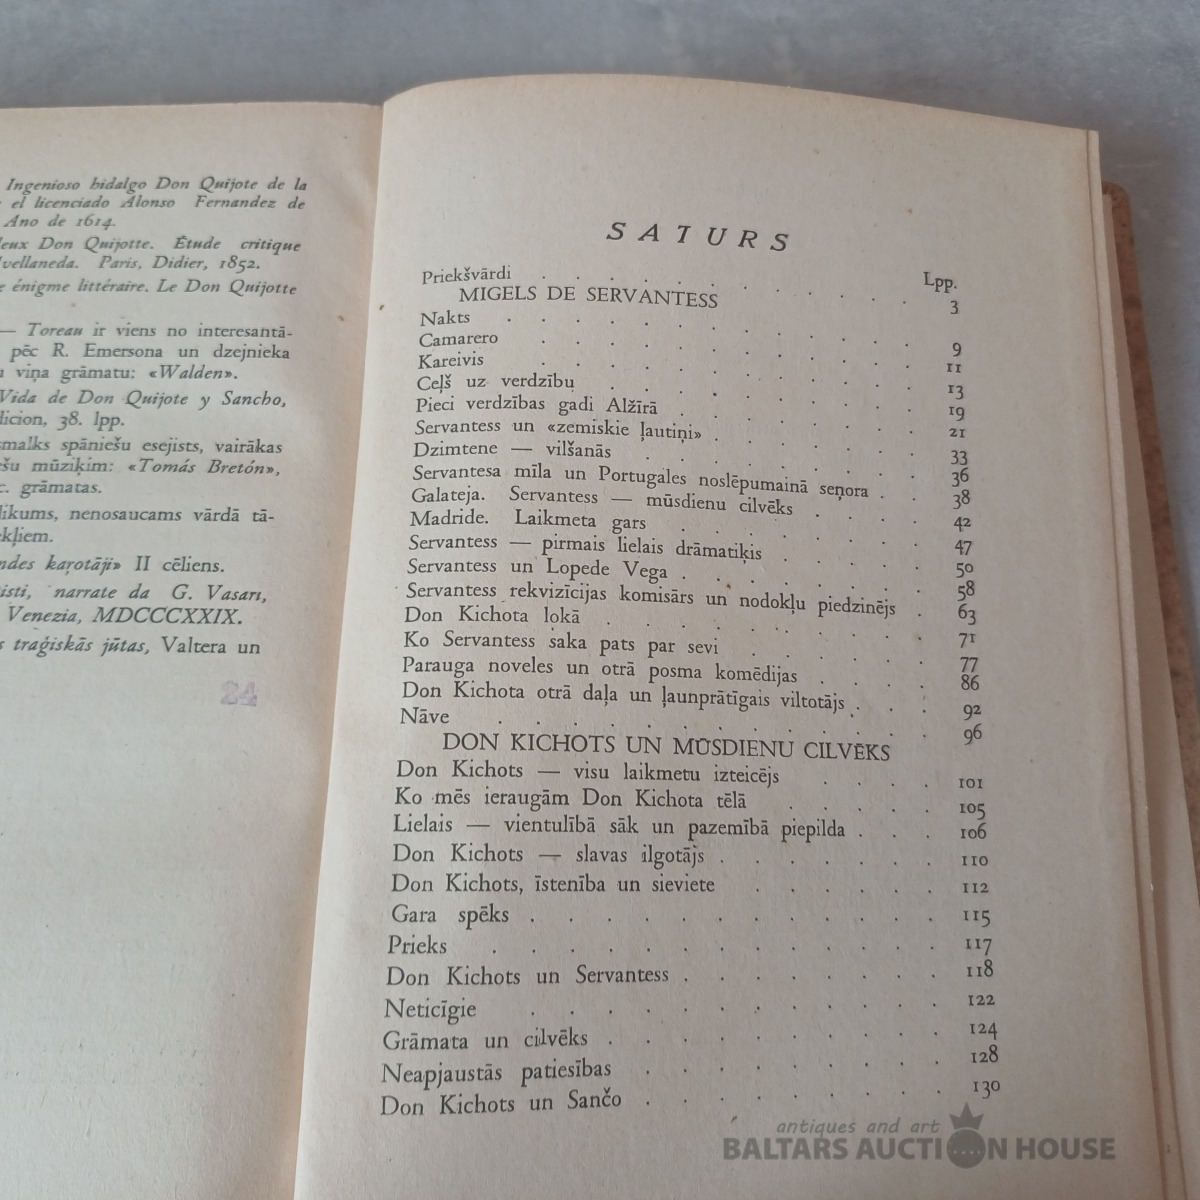 Ingenioso hidalgo Don Quijote de la
el licenciado Alonso Fernandez de
Ano de 1614.
deux Don Quijotte. Étude critique
vellaneda. Paris, Didier, 1852.
e énigme littéraire. Le Don Quijotte
— Toreau ir viens no interesantā-
pēc R. Emersona un dzejnieka
viņa grāmatu: «Walden».
Vida de Don Quijote y Sancho,
dicion, 38. lpp.
smalks spāniešu esejists, vairākas
ešu mūziķim: «Tomás Bretón»,
c. grāmatas.
likums, nenosaucams vārdā tā-
ekļiem.
ndes kaŗotāji» II cēliens.
isti, narrate da G. Vasari,
Venezia, MDCCCXXIX.
s traģiskās jūtas, Valtera un
24
SATURS
Lpp.
Priekšvārdi . . . . . . . . . 3
MIGELS DE SERVANTESS
Nakts . . . . . . . . . 9
Camarero . . . . . . . . . 11
Kareivis . . . . . . . . . 13
Ceļš uz verdzību . . . . . . . 19
Pieci verdzības gadi Alžīrā . . . . . 21
Servantess un «zemiskie ļautiņi» . . . . 33
Dzimtene — vilšanās . . . . . . 36
Servantesa mīla un Portugales noslēpumainā seņora . . 38
Galateja. Servantess — mūsdienu cilvēks . . . 42
Madride. Laikmeta gars . . . . . . 47
Servantess — pirmais lielais drāmatiķis . . . . 50
Servantess un Lopede Vega . . . . . . 58
Servantess rekvizīcijas komisārs un nodokļu piedzinējs . 63
Don Kichota lokā . . . . . . . 71
Ko Servantess saka pats par sevi . . . . 77
Parauga noveles un otrā posma komēdijas . . . 86
Don Kichota otrā daļa un ļaunprātīgais viltotājs . . . 92
Nāve . . . . . . . . . . 96
DON KICHOTS UN MŪSDIENU CILVĒKS
Don Kichots — visu laikmetu izteicējs . . . . 101
Ko mēs ieraugām Don Kichota tēlā . . . . 105
Lielais — vientulībā sāk un pazemībā piepilda . . . 106
Don Kichots — slavas ilgotājs . . . . . . 110
Don Kichots, īstenība un sieviete . . . . . 112
Gara spēks . . . . . . . . . . 115
Prieks . . . . . . . . . . 117
Don Kichots un Servantess . . . . . . . 118
Neticīgie . . . . . . . . . 122
Grāmata un cilvēks . . . . . . . . 124
Neapjaustās patiesības . . . . . . . 128
Don Kichots un Sančo . . . . . . . 130
antiques and art
BALTARS AUCTION HOUSE